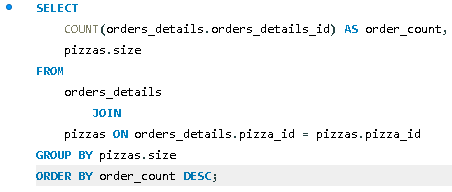 SELECT
COUNT(orders_details.orders_details_id) AS order_count,
pizzas.size
FROM
orders_details
JOIN
pizzas ON orders_details.pizza_id = pizzas.pizza_id
GROUP BY pizzas.size
ORDER BY order_count DESC;